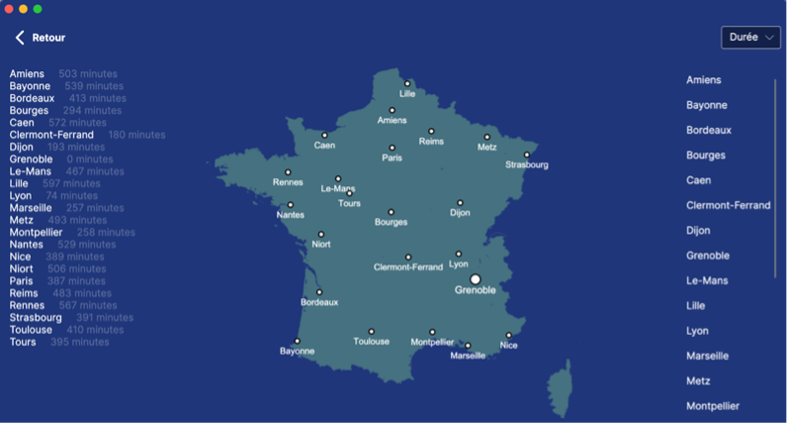 Retour
Durée
Amiens 503 minutes
Bayonne 539 minutes
Bordeaux 413 minutes
Bourges 294 minutes
Caen 572 minutes
Clermont-Ferrand 180 minutes
Dijon 193 minutes
Grenoble 0 minutes
Le-Mans 467 minutes
Lille 597 minutes
Lyon 74 minutes
Marseille 257 minutes
Metz 493 minutes
Montpellier 258 minutes
Nantes 529 minutes
Nice 389 minutes
Niort 506 minutes
Paris 387 minutes
Reims 483 minutes
Rennes 567 minutes
Strasbourg 391 minutes
Toulouse 410 minutes
Tours 395 minutes
Lille
Amiens
Reims
Caen
Metz
Paris
Strasbourg
Rennes
Le-Mans
Tours
Nantes
Dijon
Bourges
Niort
Clermont-Ferrand
Lyon
Grenoble
Bordeaux
Bayonne
Toulouse
Montpellier
Nice
Marseille
Amiens
Bayonne
Bordeaux
Bourges
Caen
Clermont-Ferrand
Dijon
Grenoble
Le-Mans
Lille
Lyon
Marseille
Metz
Montpellier